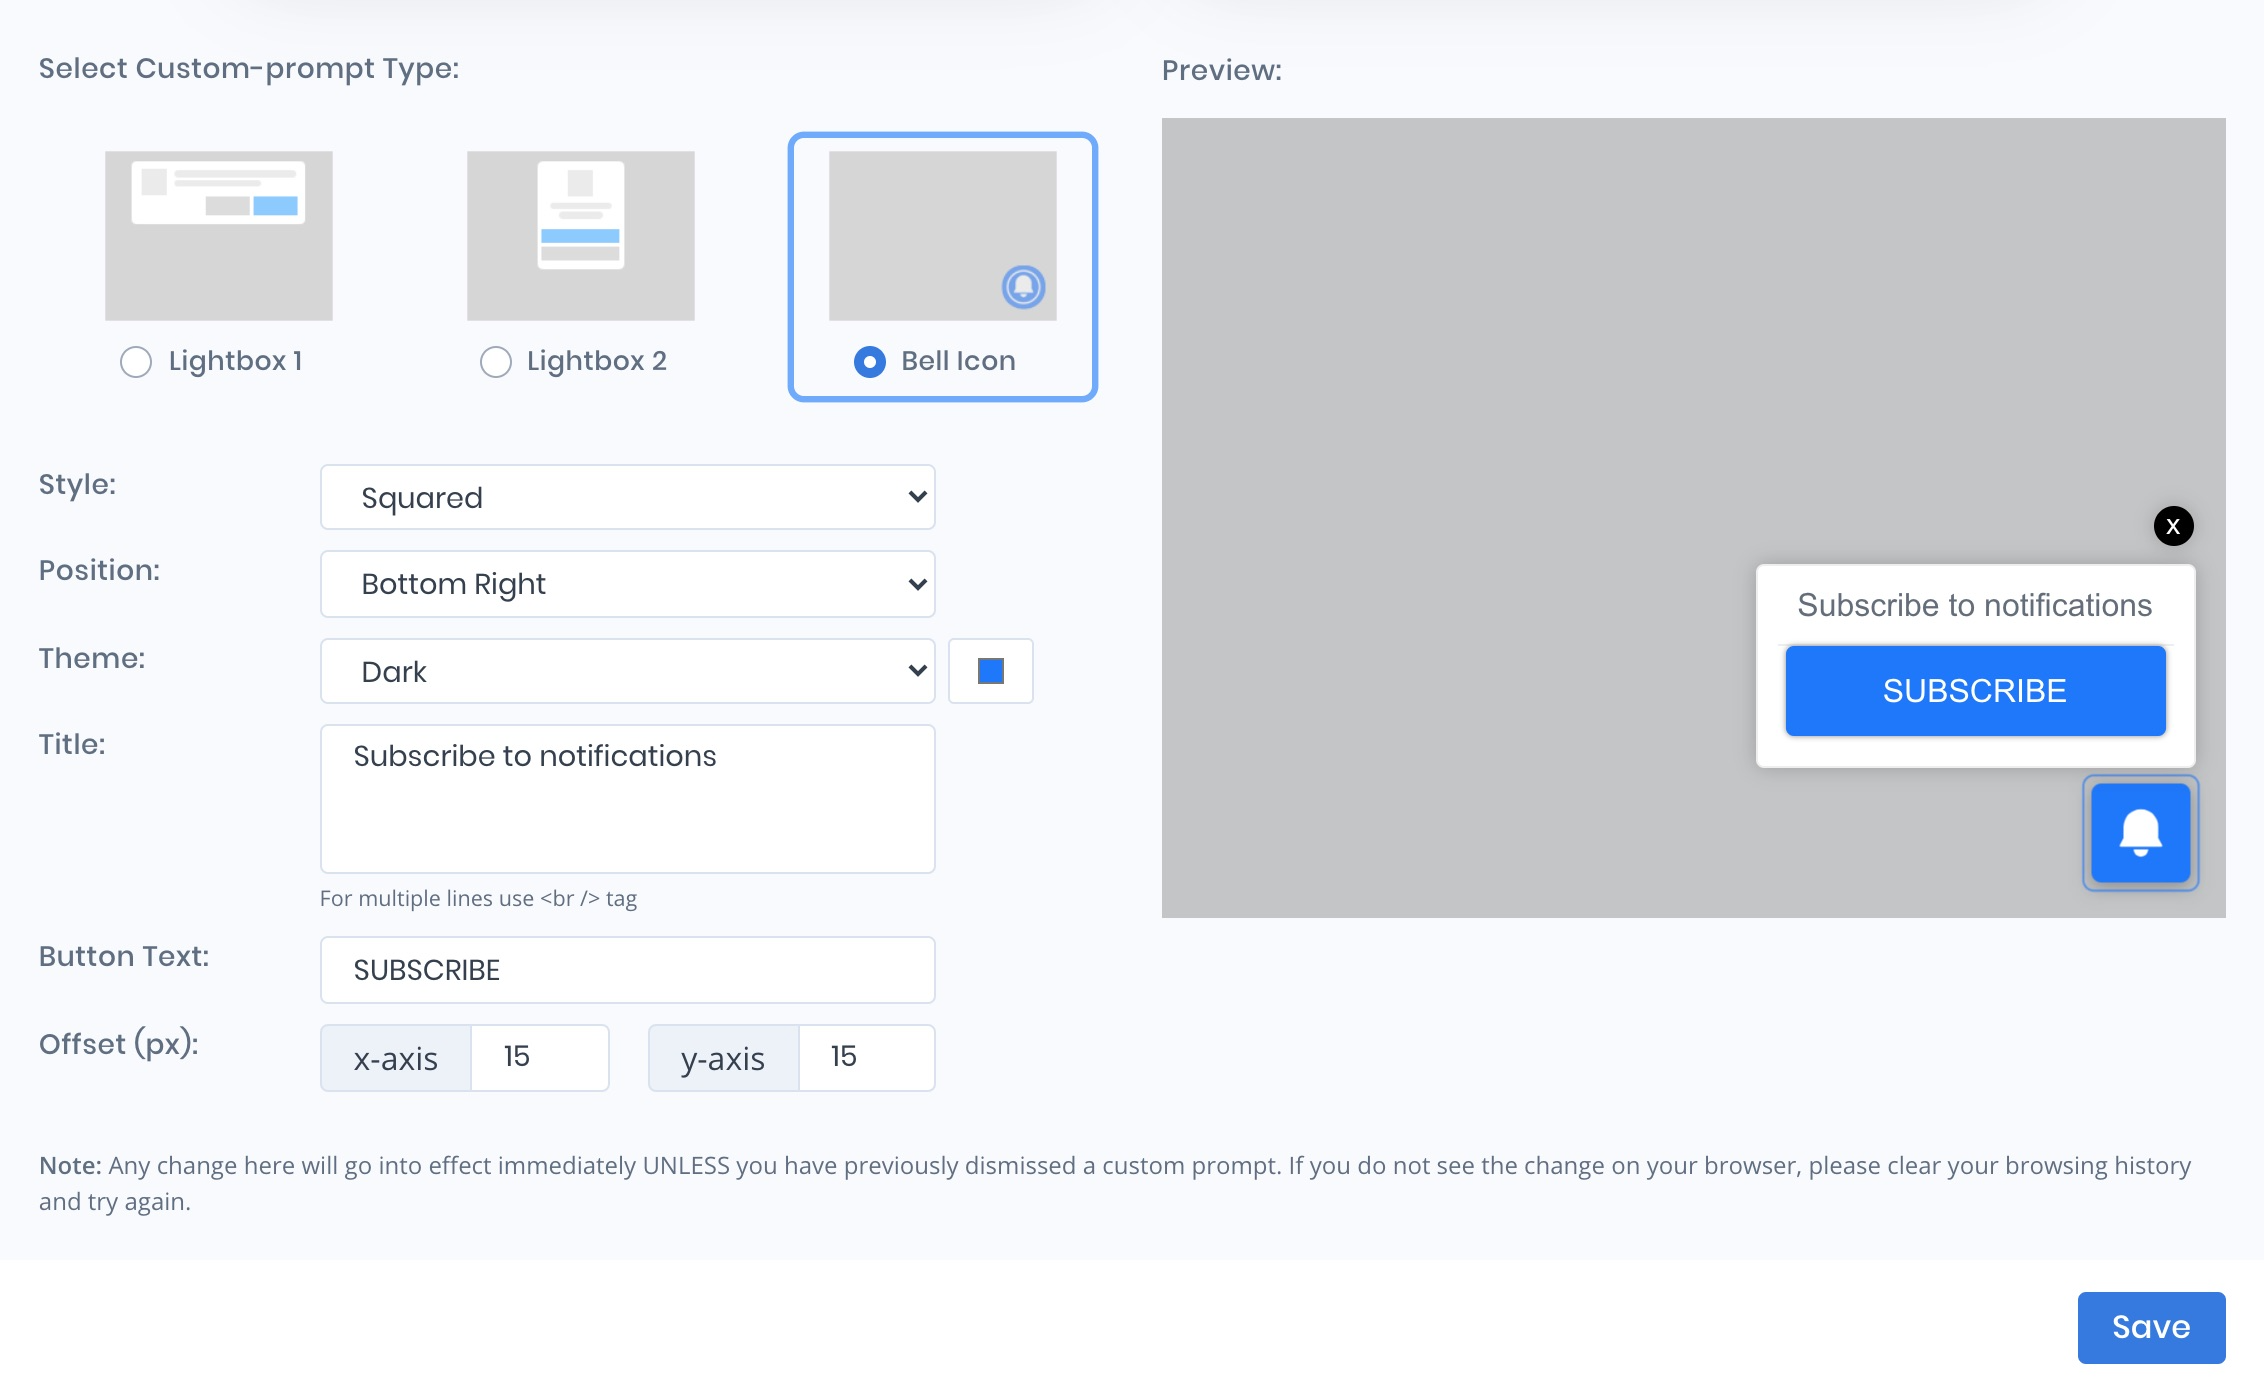 Select Custom-prompt Type:
Lightbox 1
Lightbox 2
Bell Icon
Style:
Squared
Position:
Bottom Right
Theme:
Dark
Title:
Subscribe to notifications
For multiple lines use <br /> tag
Button Text:
SUBSCRIBE
Offset (px):
x-axis
15
y-axis
15
Preview:
X
Subscribe to notifications
SUBSCRIBE
Note: Any change here will go into effect immediately UNLESS you have previously dismissed a custom prompt. If you do not see the change on your browser, please clear your browsing history
and try again.
Save